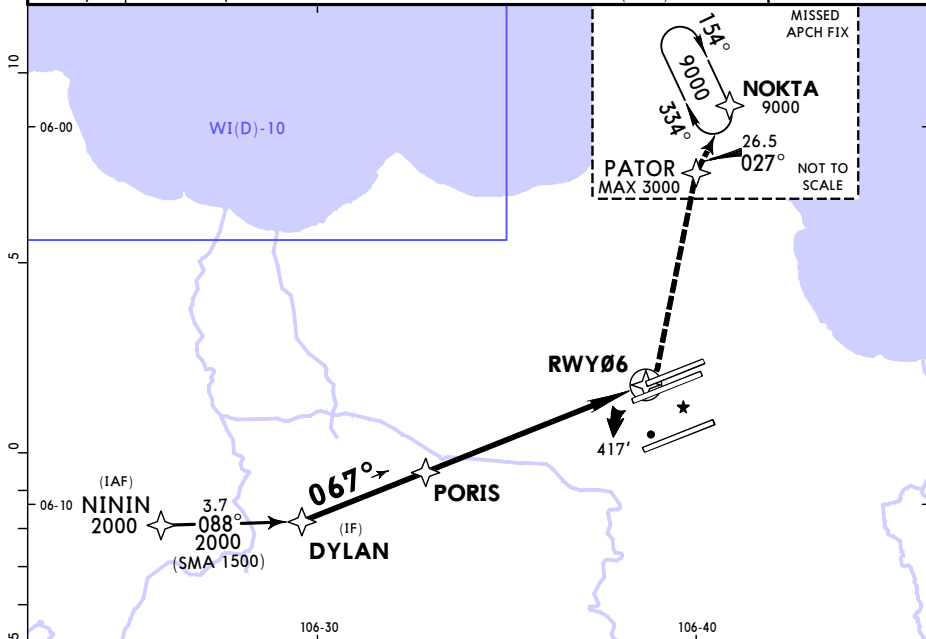 MISSED
APCH FIX
10
154°
9000
NOKTA
9000
334°
06-00
WI(D)-10
26.5
027°
PATOR
MAX 3000
NOT TO
SCALE
5
RWYØ6
417'
0
067°
(IAF)
NININ
2000
3.7
088°
2000
(SMA 1500)
PORIS
06-10
(IF)
DYLAN
5
106-30
106-40